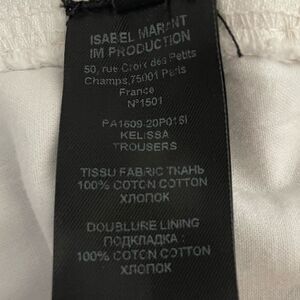 ISABEL MARANT
IM PRODUCTION
50, rue Croix des Petits
Champs, 75001 Paris
France
N°1501
PA1609-20P016I
KELISSA
TROUSERS
TISSU FABRIC ТКАНЬ
100% COTON COTTON
ХЛОПОК
DOUBLURE LINING
ПОДКЛАДКА :
100% COTON COTTON
ХЛОПОК